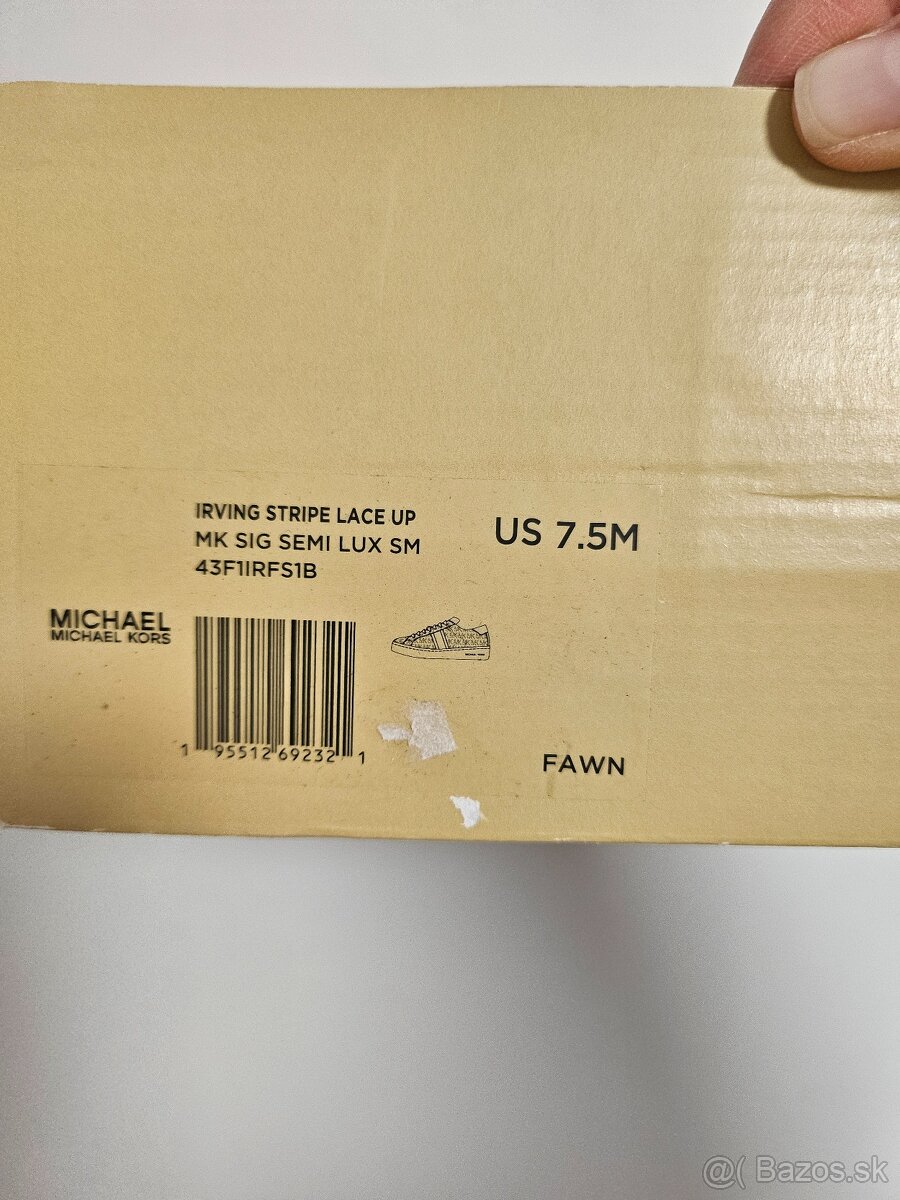 IRVING STRIPE LACE UP
MK SIG SEMI LUX SM
43F1IRFS1B
US 7.5M
MICHAEL
MICHAEL KORS
1 95512 69232 1
FAWN
@( Bazos.sk